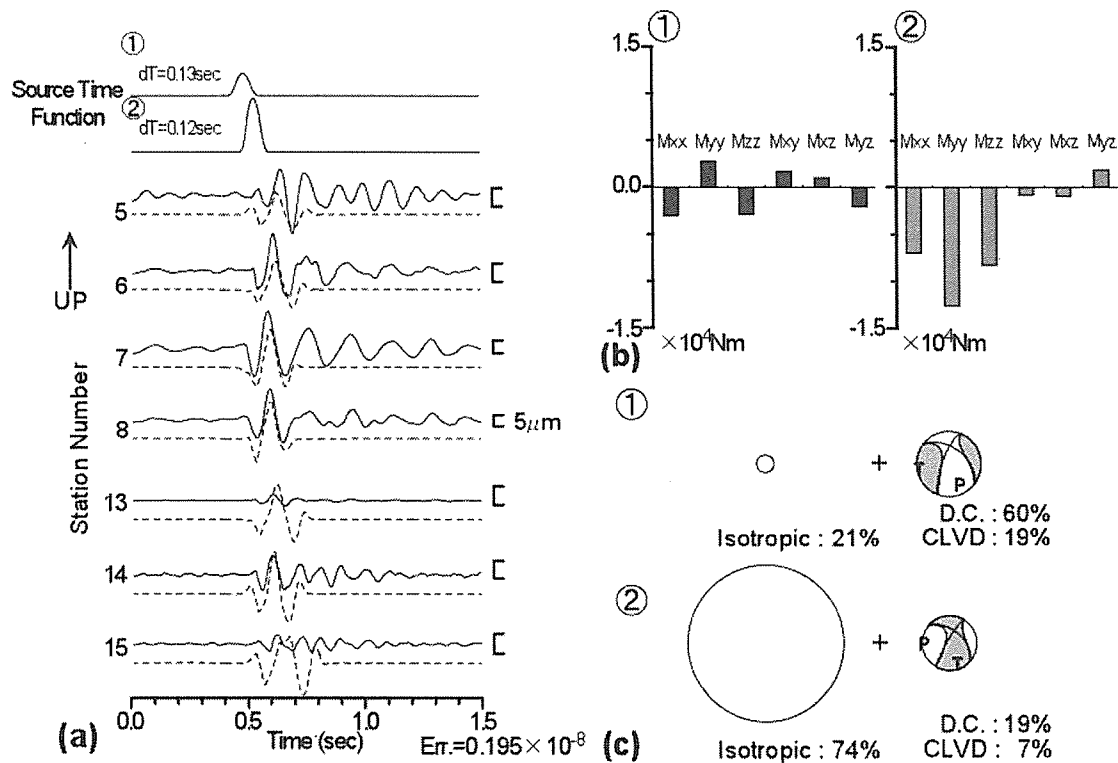 ①
dT=0.13sec
Source Time
Function
②
dT=0.12sec
5
6
UP
7
8
5μm
Station Number
13
14
15
0.0 0.5 1.0 1.5
(a)
Time (sec)
Err.=0.195×10⁻⁸
①
1.5
Mxx Myy Mzz Mxy Mxz Myz
0.0
-1.5
×10⁴Nm
②
1.5
Mxx Myy Mzz Mxy Mxz Myz
-1.5
×10⁴Nm
(b)
①
+
T
P
D.C. : 60%
Isotropic : 21% CLVD : 19%
②
+
P
T
D.C. : 19%
(c)
Isotropic : 74% CLVD : 7%